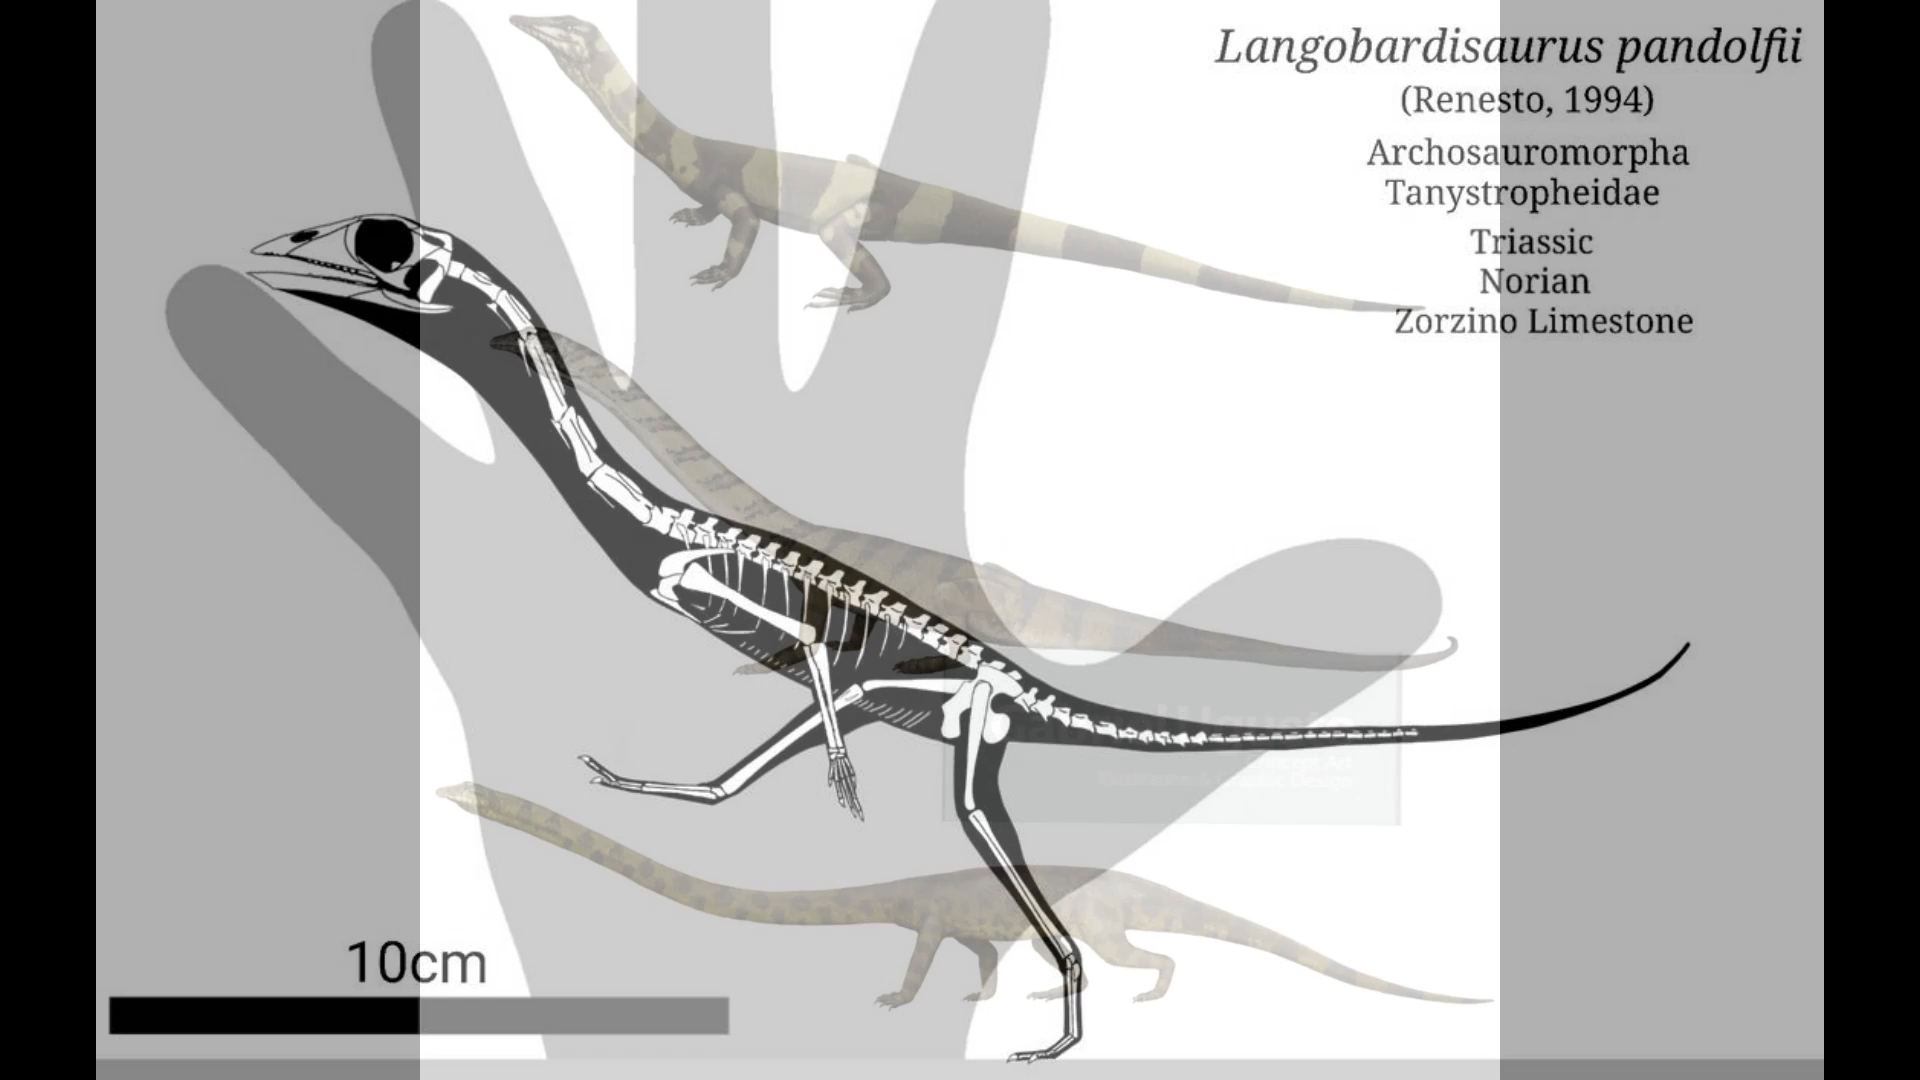 Langobardisaurus pandolfii
(Renesto, 1994)
Archosauromorpha
Tanystropheidae
Triassic
Norian
Zorzino Limestone
10cm